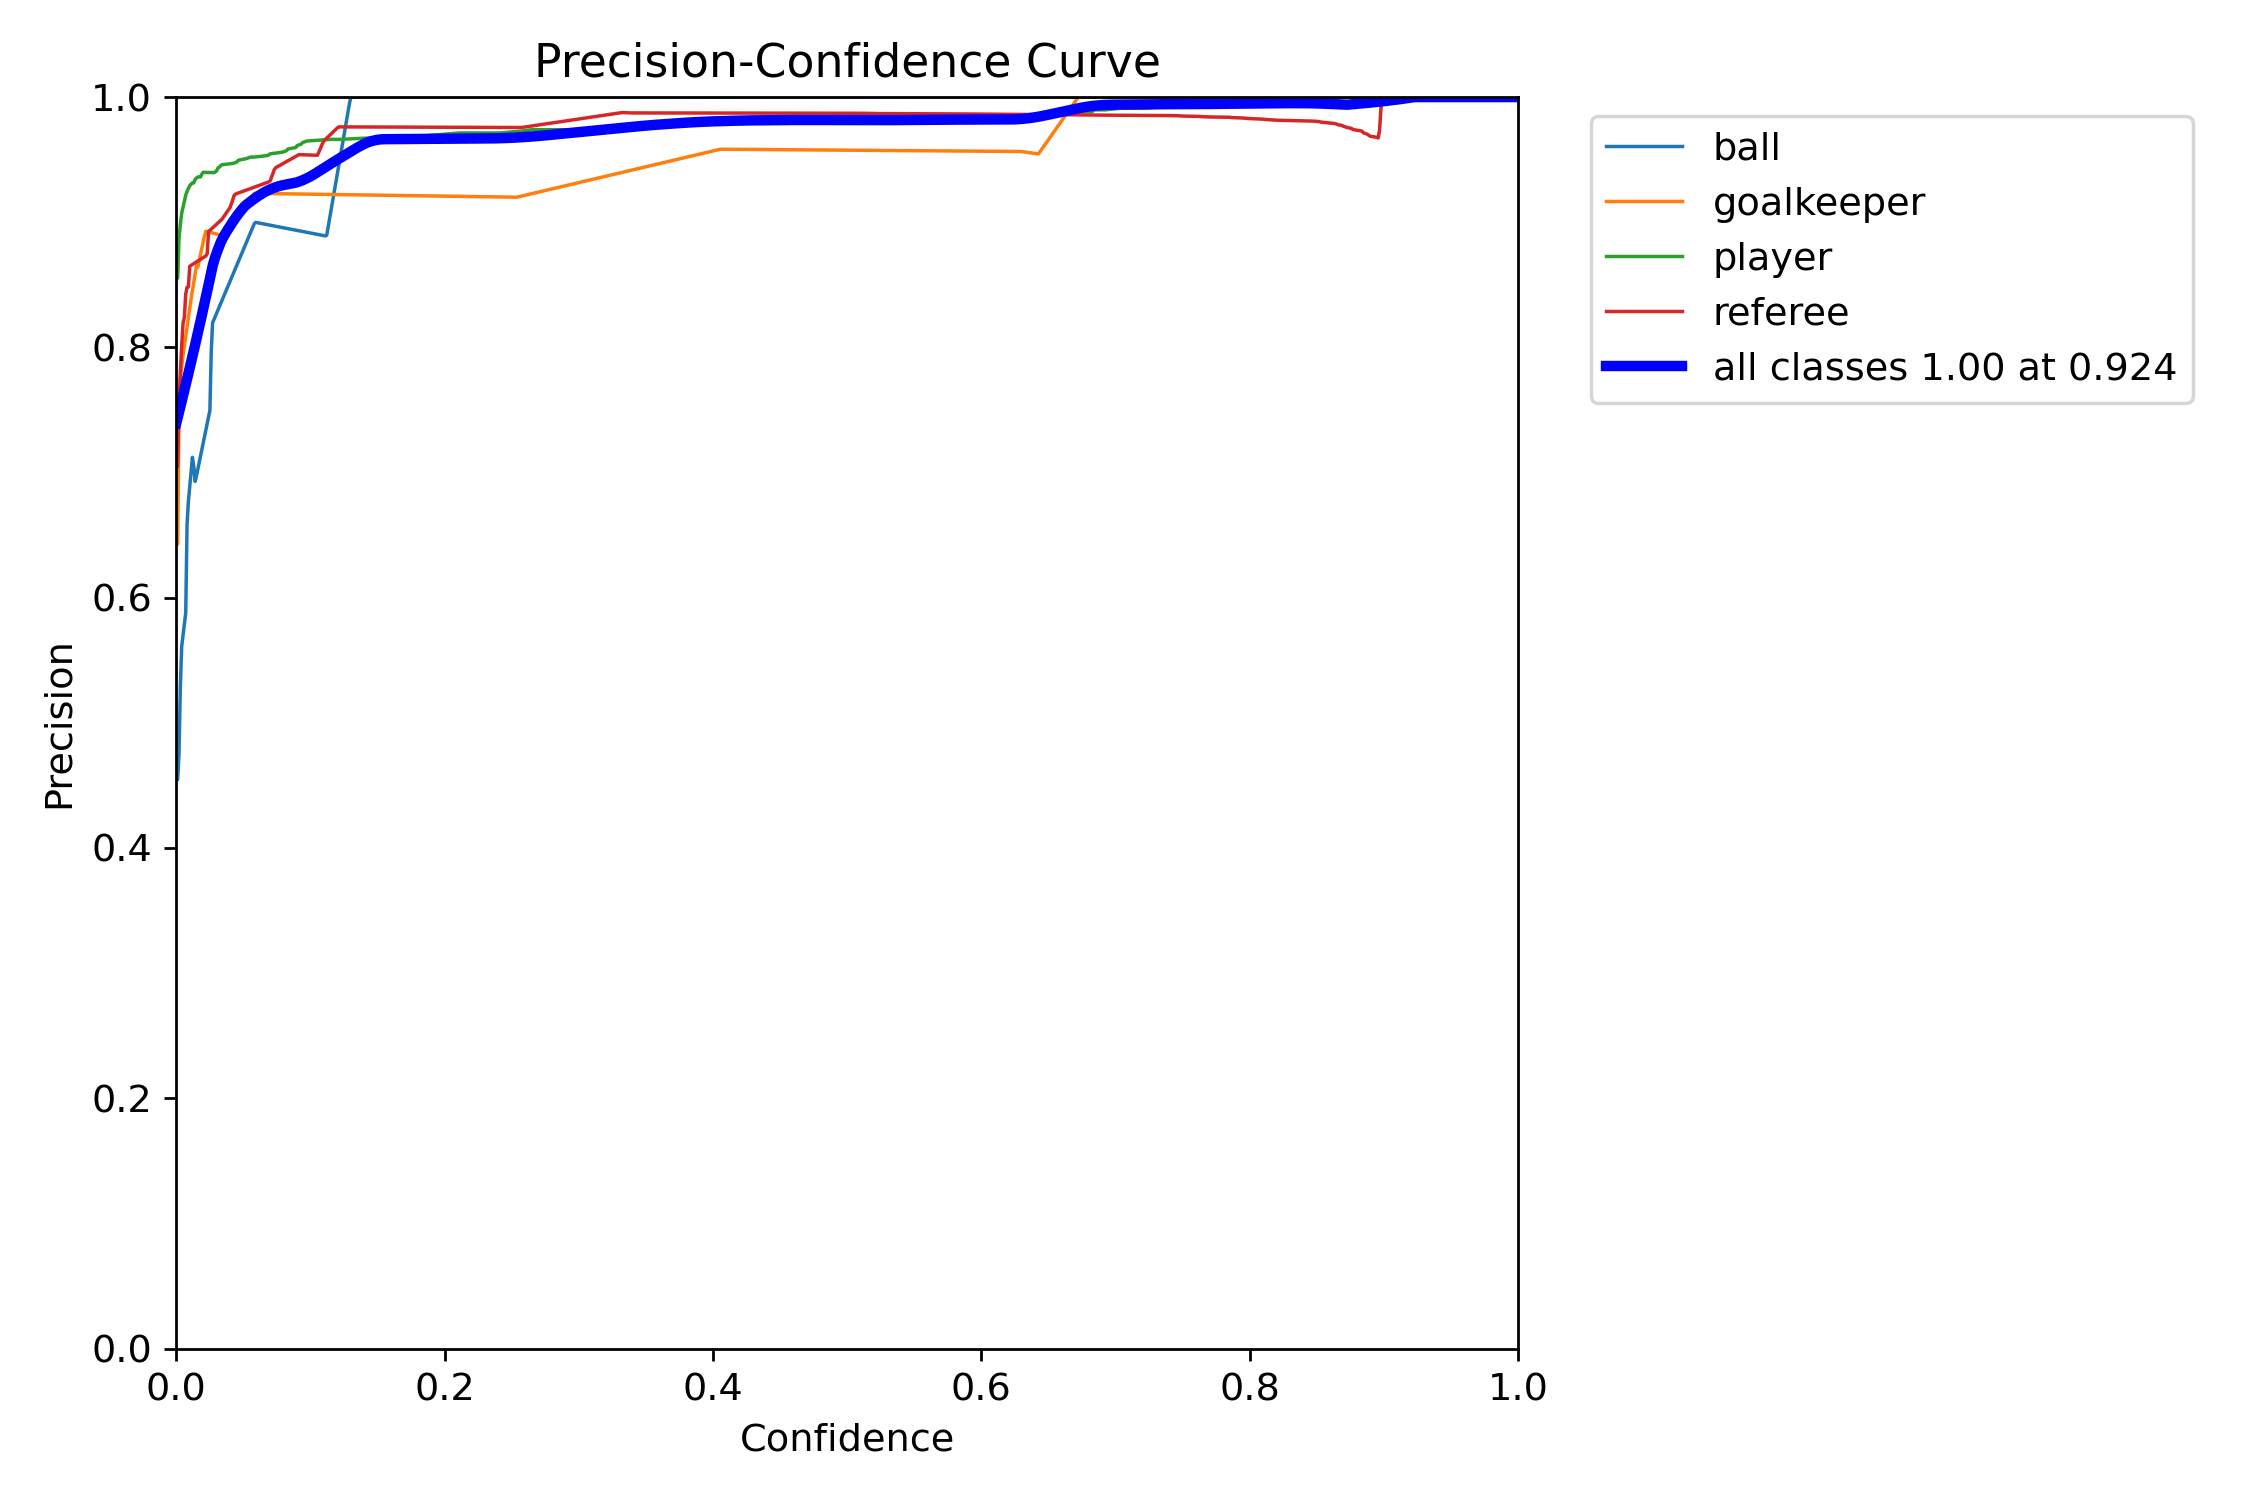 Precision-Confidence Curve
1.0
0.8
0.6
0.4
0.2
0.0
Precision
0.0 0.2 0.4 0.6 0.8 1.0
Confidence
ball
goalkeeper
player
referee
all classes 1.00 at 0.924